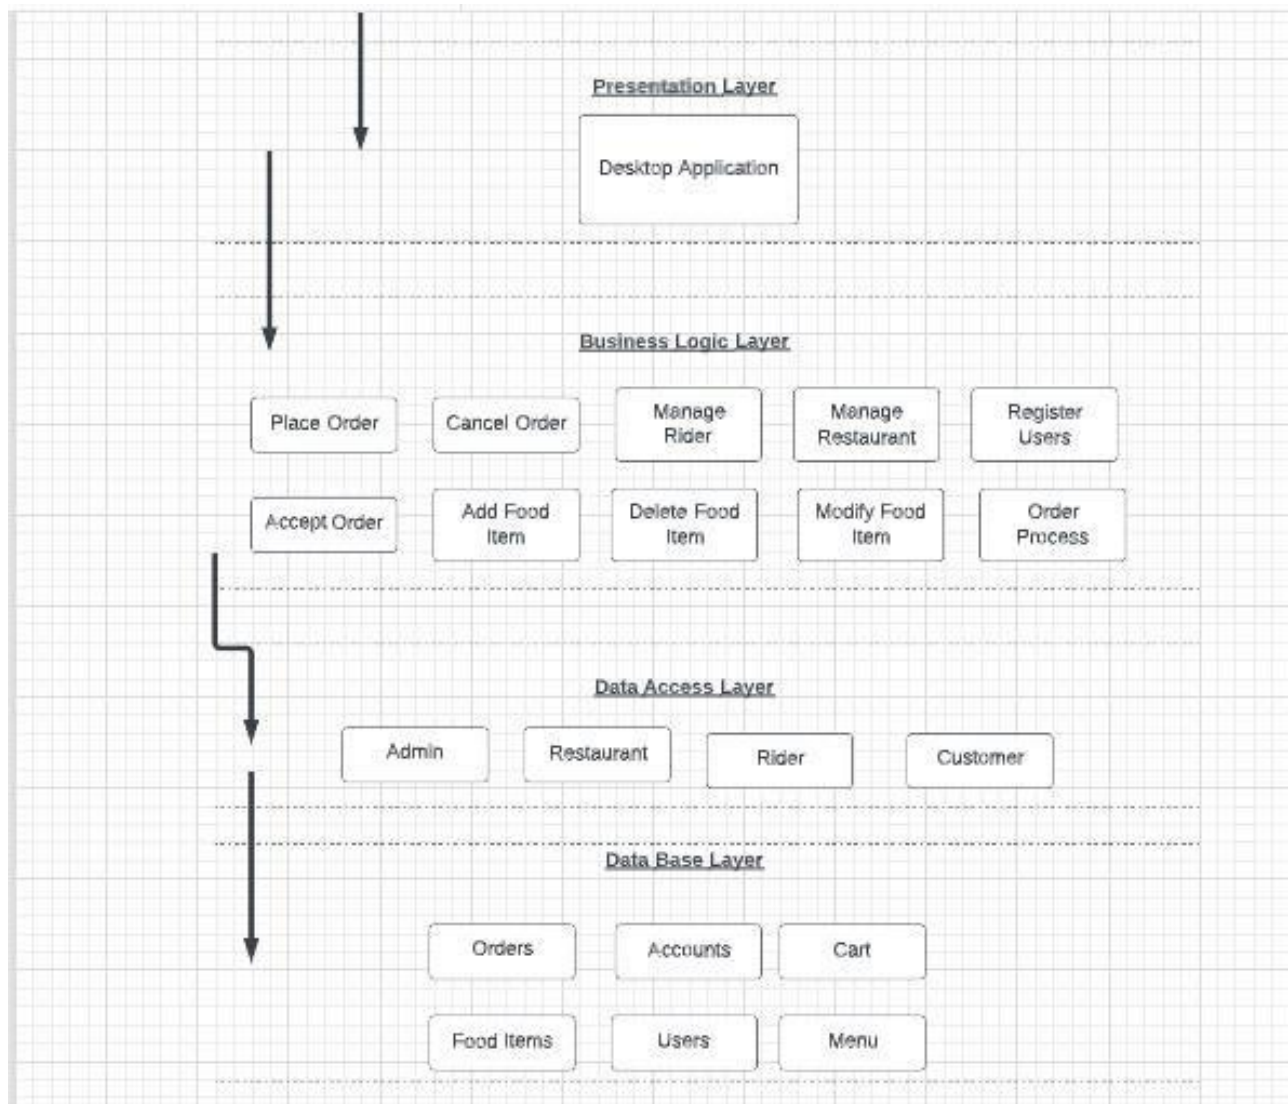 Presentation Layer
Desktop Application
Business Logic Layer
Place Order
Cancel Order
Manage
Rider
Manage
Restaurant
Register
Users
Accept Order
Add Food
Item
Delete Food
Item
Modify Food
Item
Order
Process
Data Access Layer
Admin
Restaurant
Rider
Customer
Data Base Layer
Orders
Accounts
Cart
Food Items
Users
Menu